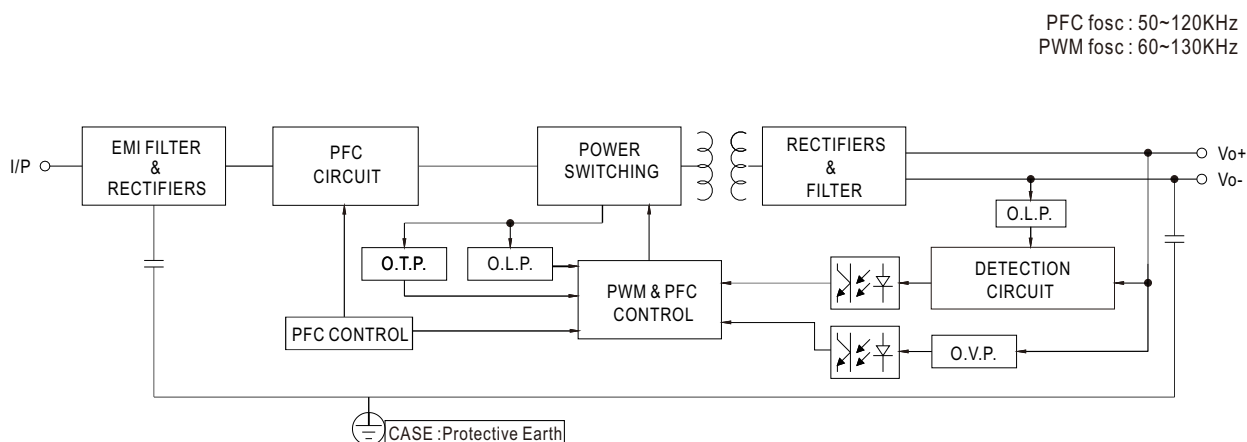 PFC fosc : 50~120KHz
PWM fosc : 60~130KHz
I/P
EMI FILTER
&
RECTIFIERS
PFC
CIRCUIT
POWER
SWITCHING
RECTIFIERS
&
FILTER
Vo+
Vo-
O.L.P.
O.T.P.
O.L.P.
PWM & PFC
CONTROL
DETECTION
CIRCUIT
PFC CONTROL
O.V.P.
CASE :Protective Earth